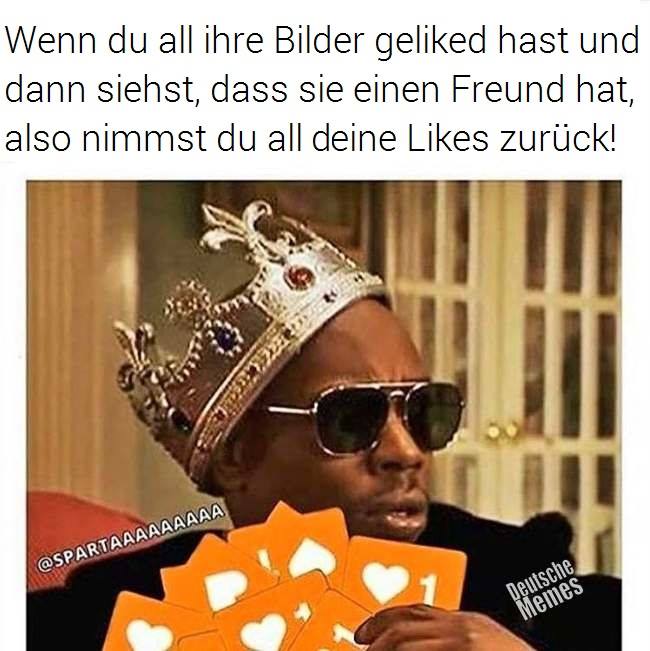 Wenn du all ihre Bilder geliked hast und
dann siehst, dass sie einen Freund hat,
also nimmst du all deine Likes zurück!
@SPARTAAAAAAAAA
1
Deutsche
Memes